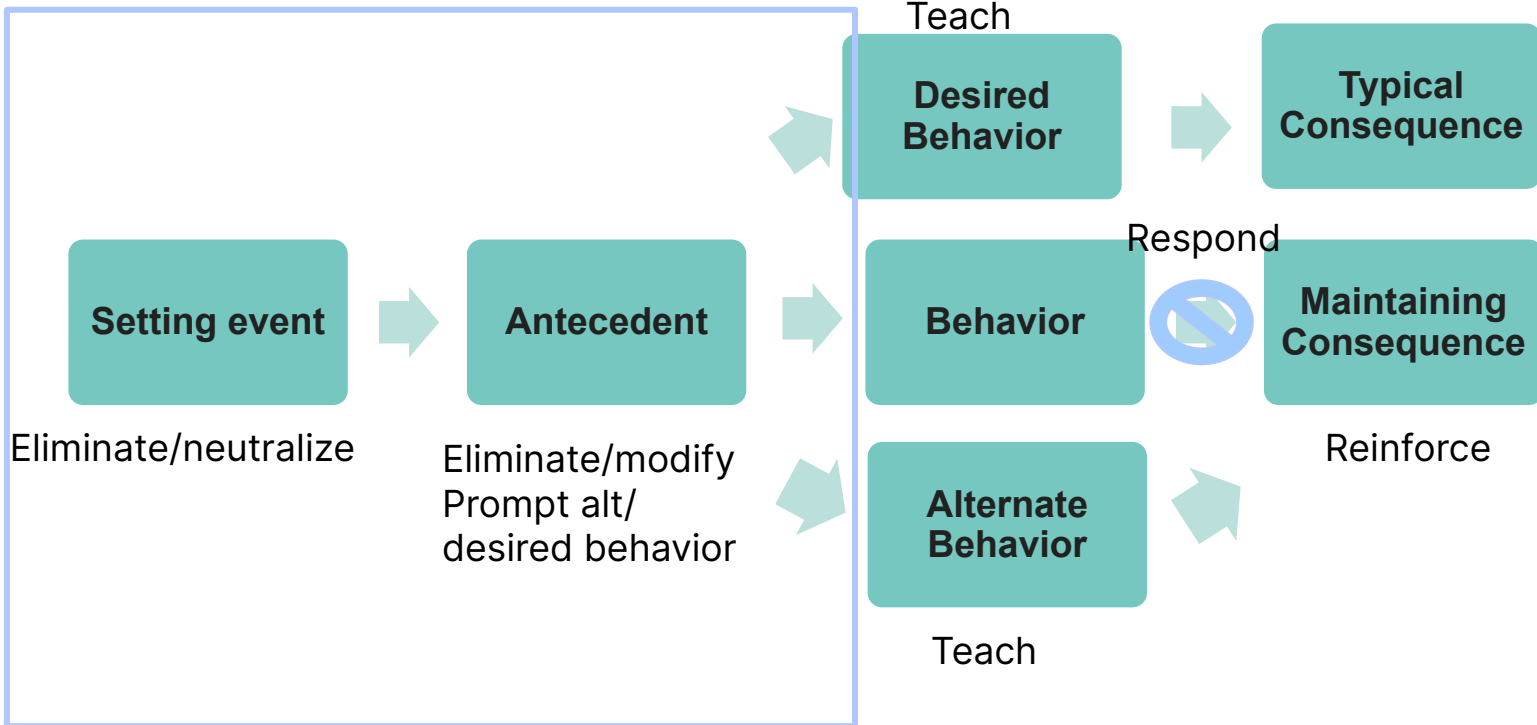 Teach
Desired
Behavior
Typical
Consequence
Respond
Setting event
Antecedent
Behavior
Maintaining
Consequence
Eliminate/neutralize
Eliminate/modify
Prompt alt/
desired behavior
Reinforce
Alternate
Behavior
Teach